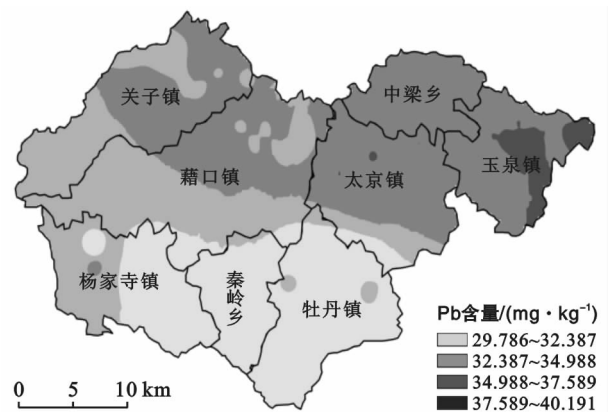 关子镇
中梁乡
藉口镇
太京镇
玉泉镇
杨家寺镇
秦岭乡
牡丹镇
Pb含量/(mg·kg⁻¹)
29.786~32.387
32.387~34.988
34.988~37.589
37.589~40.191
0 5 10 km